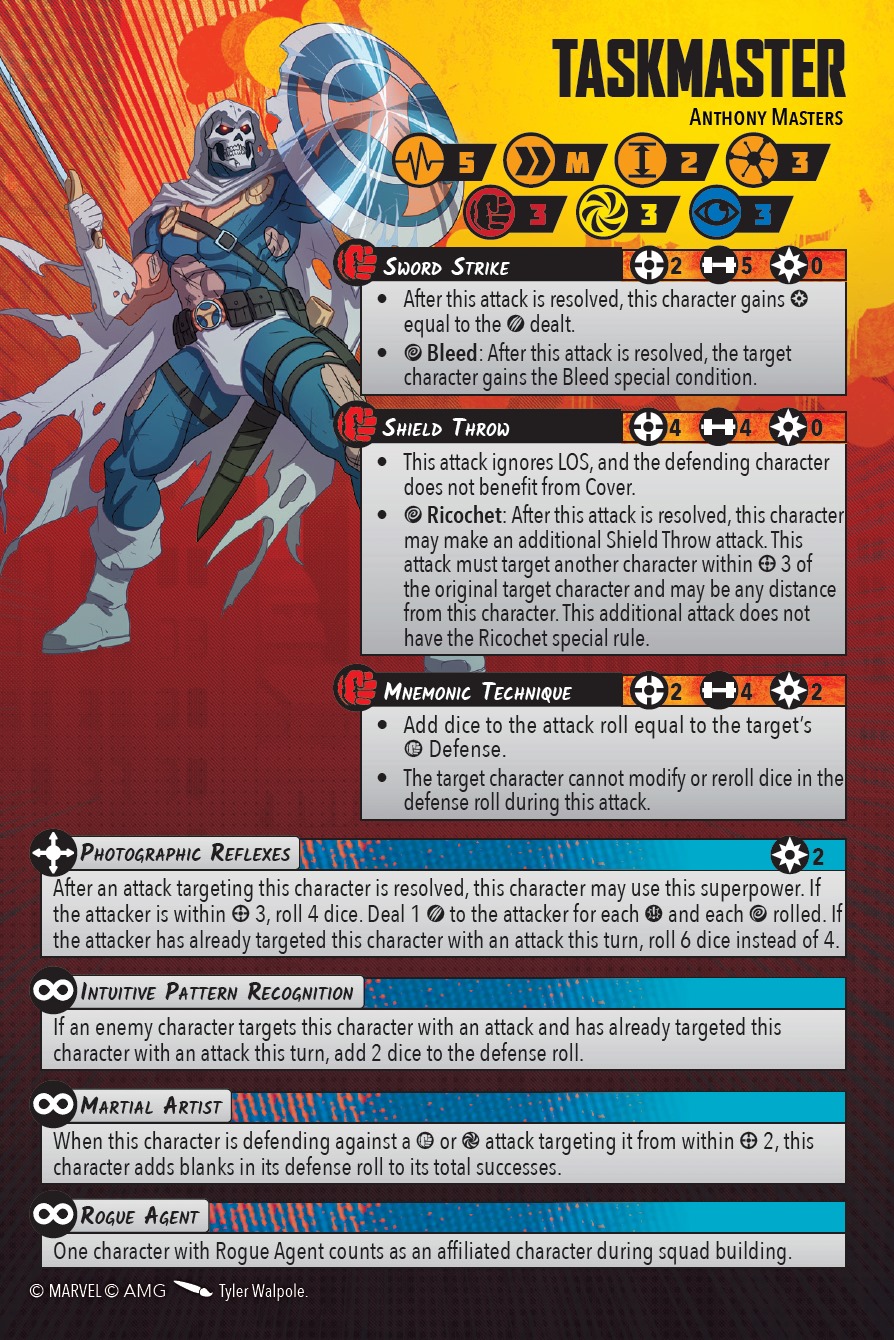 TASKMASTER
Anthony Masters
5 M 2 3
3 3 3
Sword Strike 2 5 0
• After this attack is resolved, this character gains
equal to the dealt.
• Bleed: After this attack is resolved, the target
character gains the Bleed special condition.
Shield Throw 4 4 0
• This attack ignores LOS, and the defending character
does not benefit from Cover.
• Ricochet: After this attack is resolved, this character
may make an additional Shield Throw attack. This
attack must target another character within 3 of
the original target character and may be any distance
from this character. This additional attack does not
have the Ricochet special rule.
Mnemonic Technique 2 4 2
• Add dice to the attack roll equal to the target's
Defense.
• The target character cannot modify or reroll dice in the
defense roll during this attack.
Photographic Reflexes 2
After an attack targeting this character is resolved, this character may use this superpower. If
the attacker is within 3, roll 4 dice. Deal 1 to the attacker for each and each rolled. If
the attacker has already targeted this character with an attack this turn, roll 6 dice instead of 4.
Intuitive Pattern Recognition
If an enemy character targets this character with an attack and has already targeted this
character with an attack this turn, add 2 dice to the defense roll.
Martial Artist
When this character is defending against a or attack targeting it from within 2, this
character adds blanks in its defense roll to its total successes.
Rogue Agent
One character with Rogue Agent counts as an affiliated character during squad building.
© MARVEL © AMG Tyler Walpole.